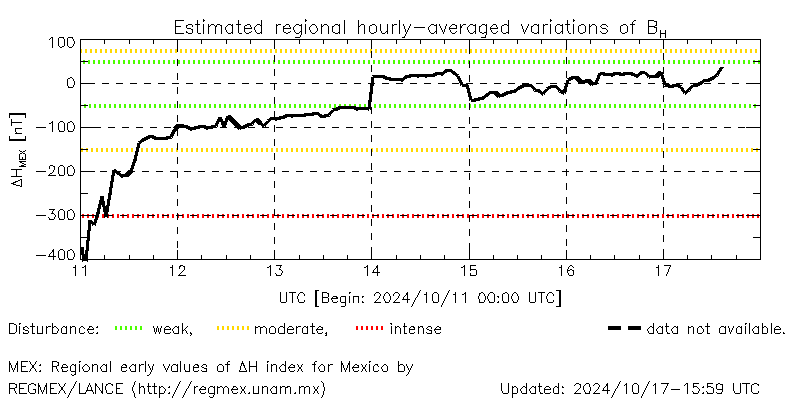 Estimated regional hourly-averaged variations of B_H
100
0
-100
-200
-300
-400
ΔH_MEX [nT]
11 12 13 14 15 16 17
UTC [Begin: 2024/10/11 00:00 UTC]
Disturbance: weak, moderate, intense data not available.
MEX: Regional early values of ΔH index for Mexico by
REGMEX/LANCE (http://regmex.unam.mx) Updated: 2024/10/17-15:59 UTC